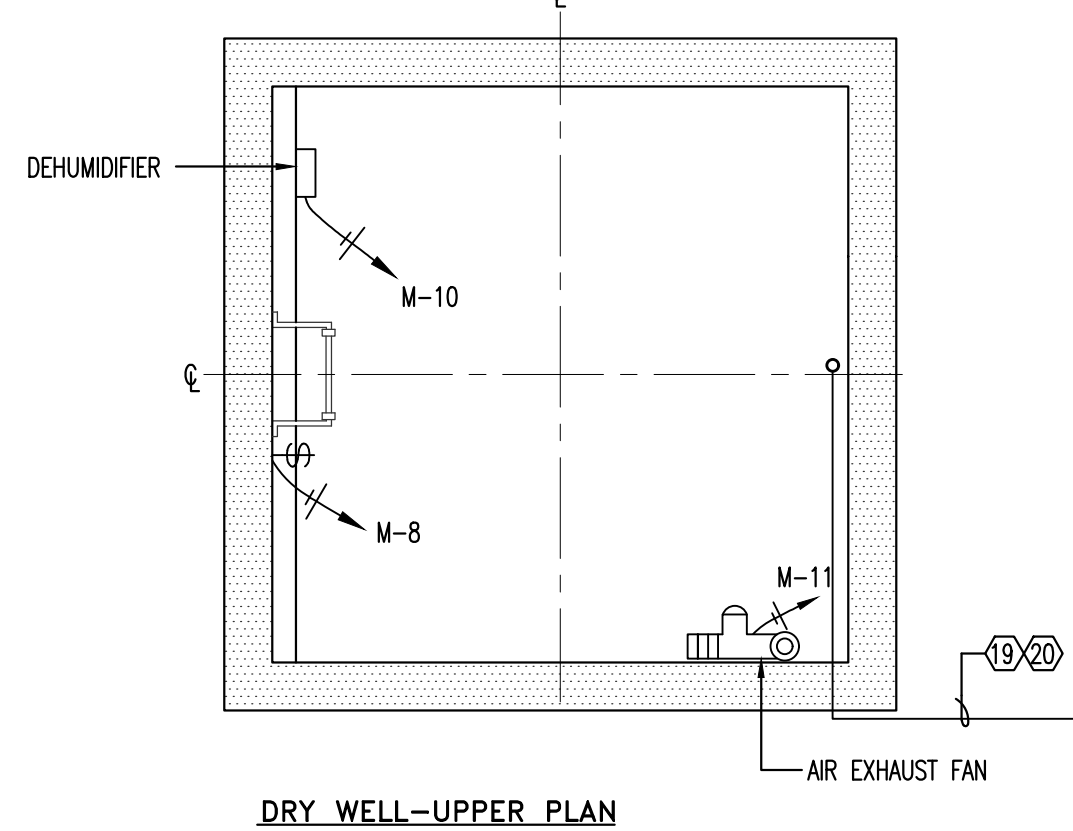 ℄
DEHUMIDIFIER
M-10
℄
M-8
M-11
19 20
AIR EXHAUST FAN
DRY WELL-UPPER PLAN